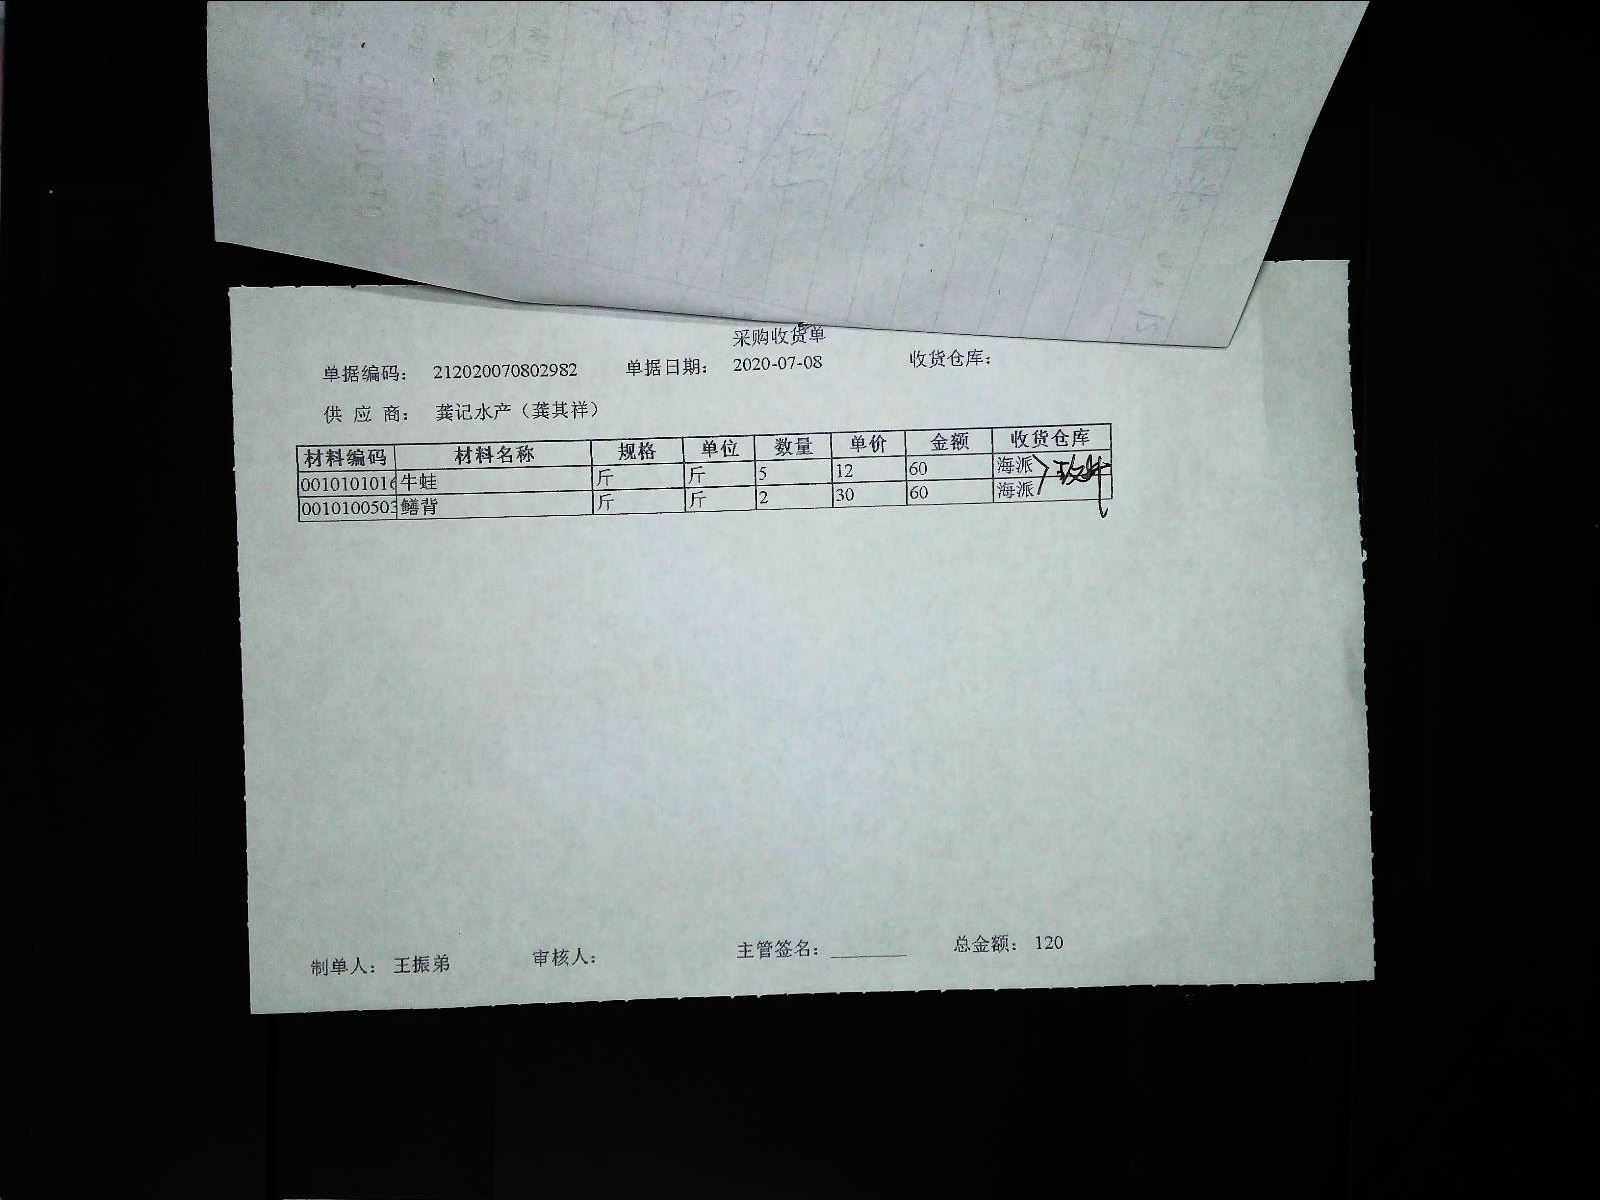 采购收货单
单据编码： 212020070802982 单据日期： 2020-07-08 收货仓库：
供 应 商： 龚记水产（龚其祥）
材料编码 材料名称 规格 单位 数量 单价 金额 收货仓库
0010101016 牛蛙 斤 斤 5 12 60 海派
0010100503 鳝背 斤 斤 2 30 60 海派
制单人： 王振弟 审核人： 主管签名： 总金额： 120